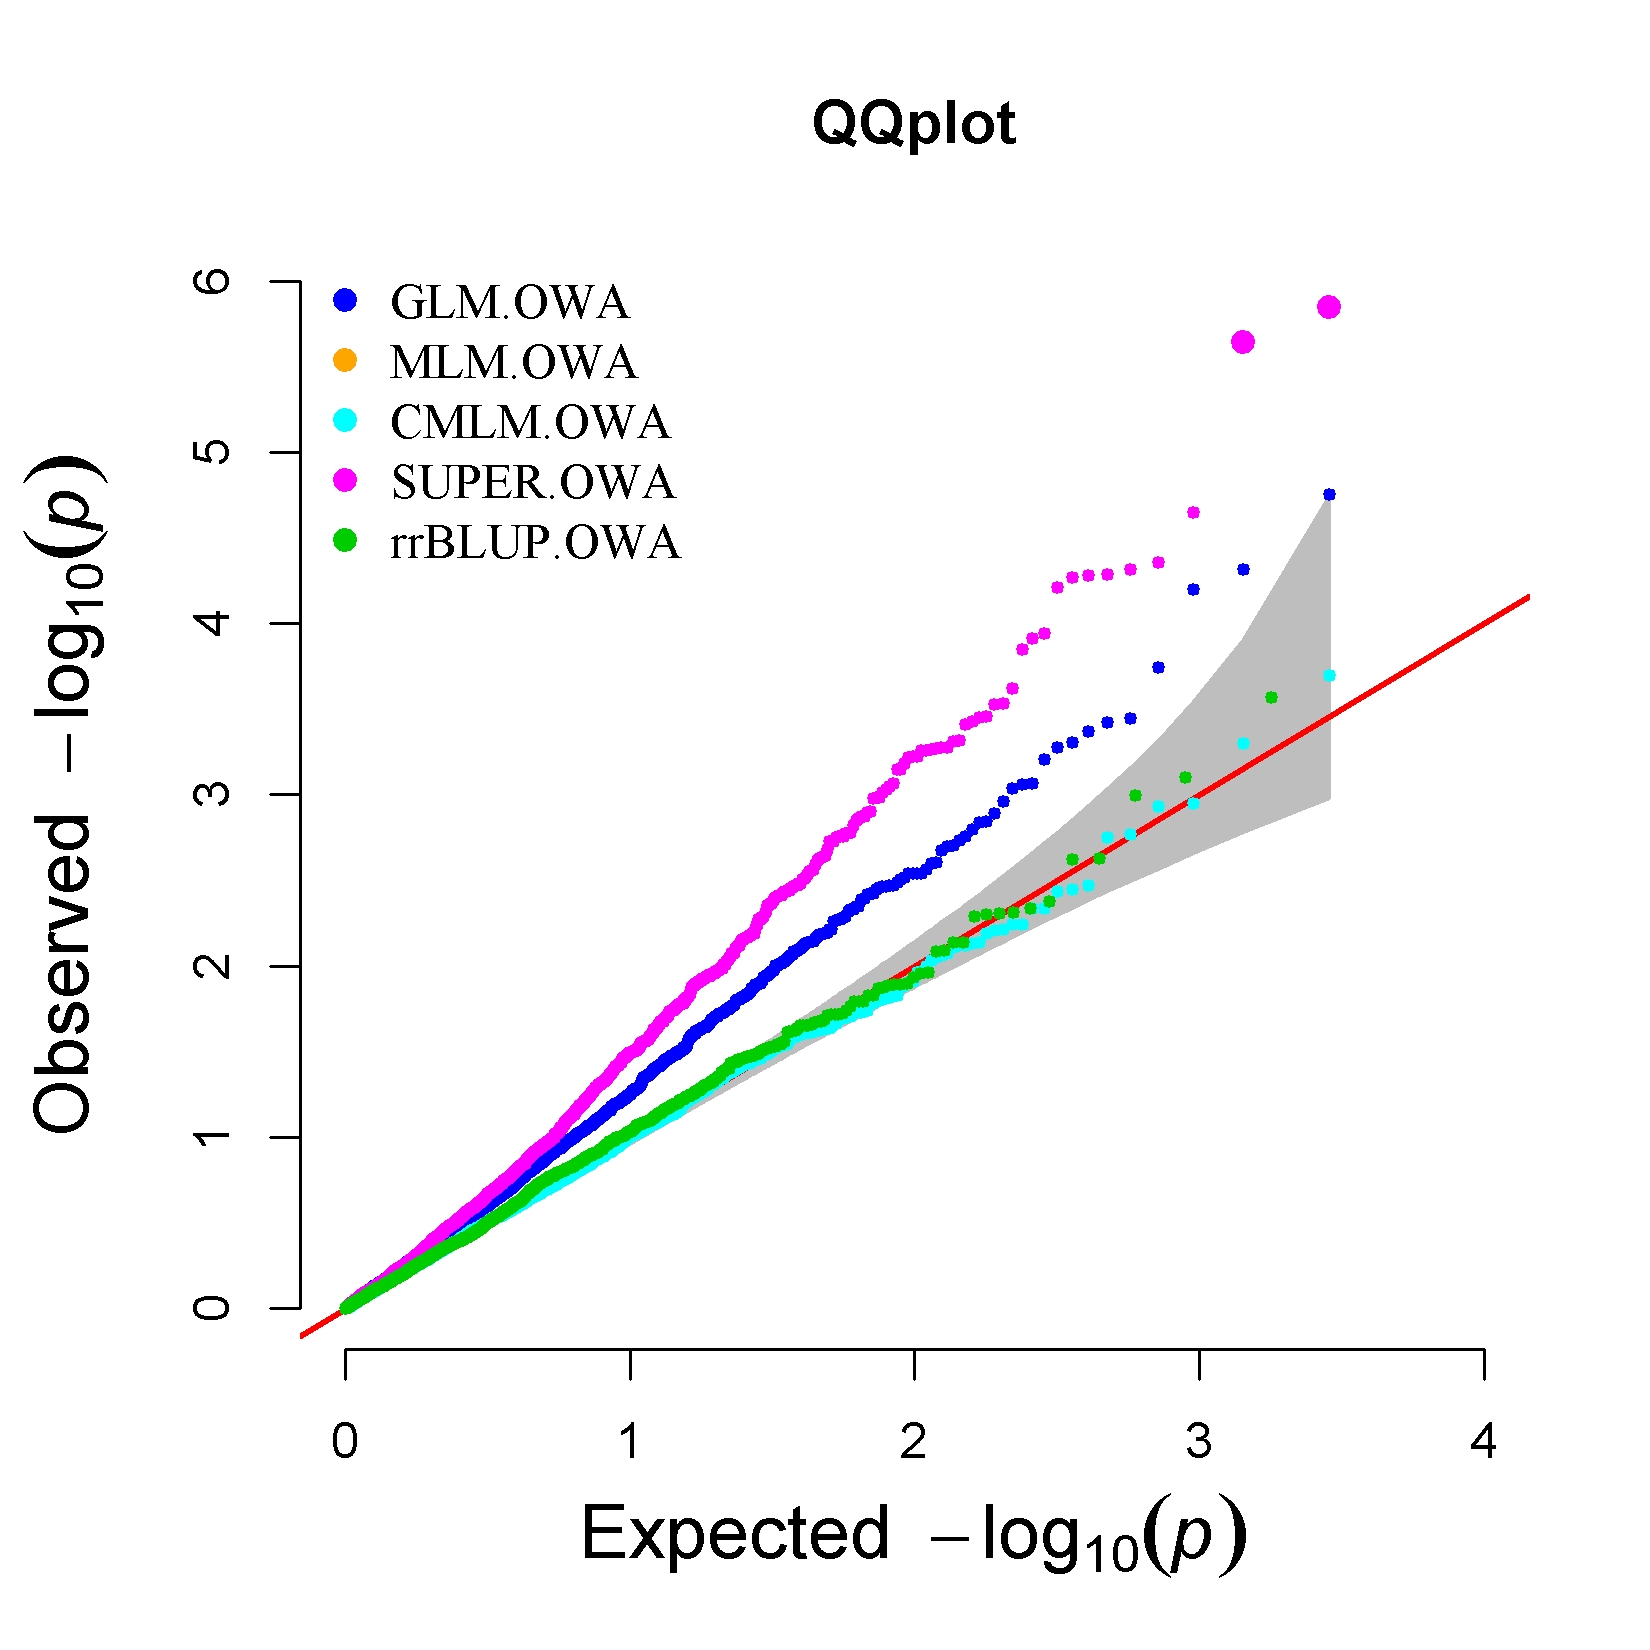 QQplot
6
5
4
3
2
1
0
Observed −log₁₀(p)
GLM.OWA
MLM.OWA
CMLM.OWA
SUPER.OWA
rrBLUP.OWA
0 1 2 3 4
Expected −log₁₀(p)